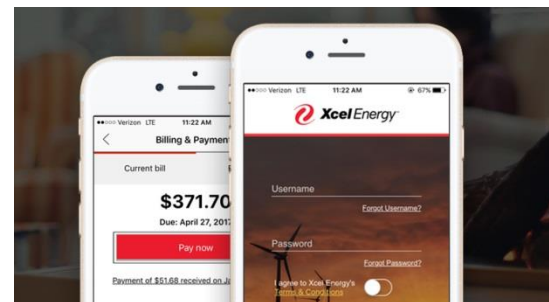 Verizon LTE 11:22 AM
Billing & Paymen
Current bill
$371.70
Due: April 27, 201
Pay now
Payment of $51.68 received on Ja
Verizon LTE 11:22 AM 67%
Xcel Energy
Username
Forgot Username?
Password
Forgot Password?
I agree to Xcel Energy's
Terms & Conditions